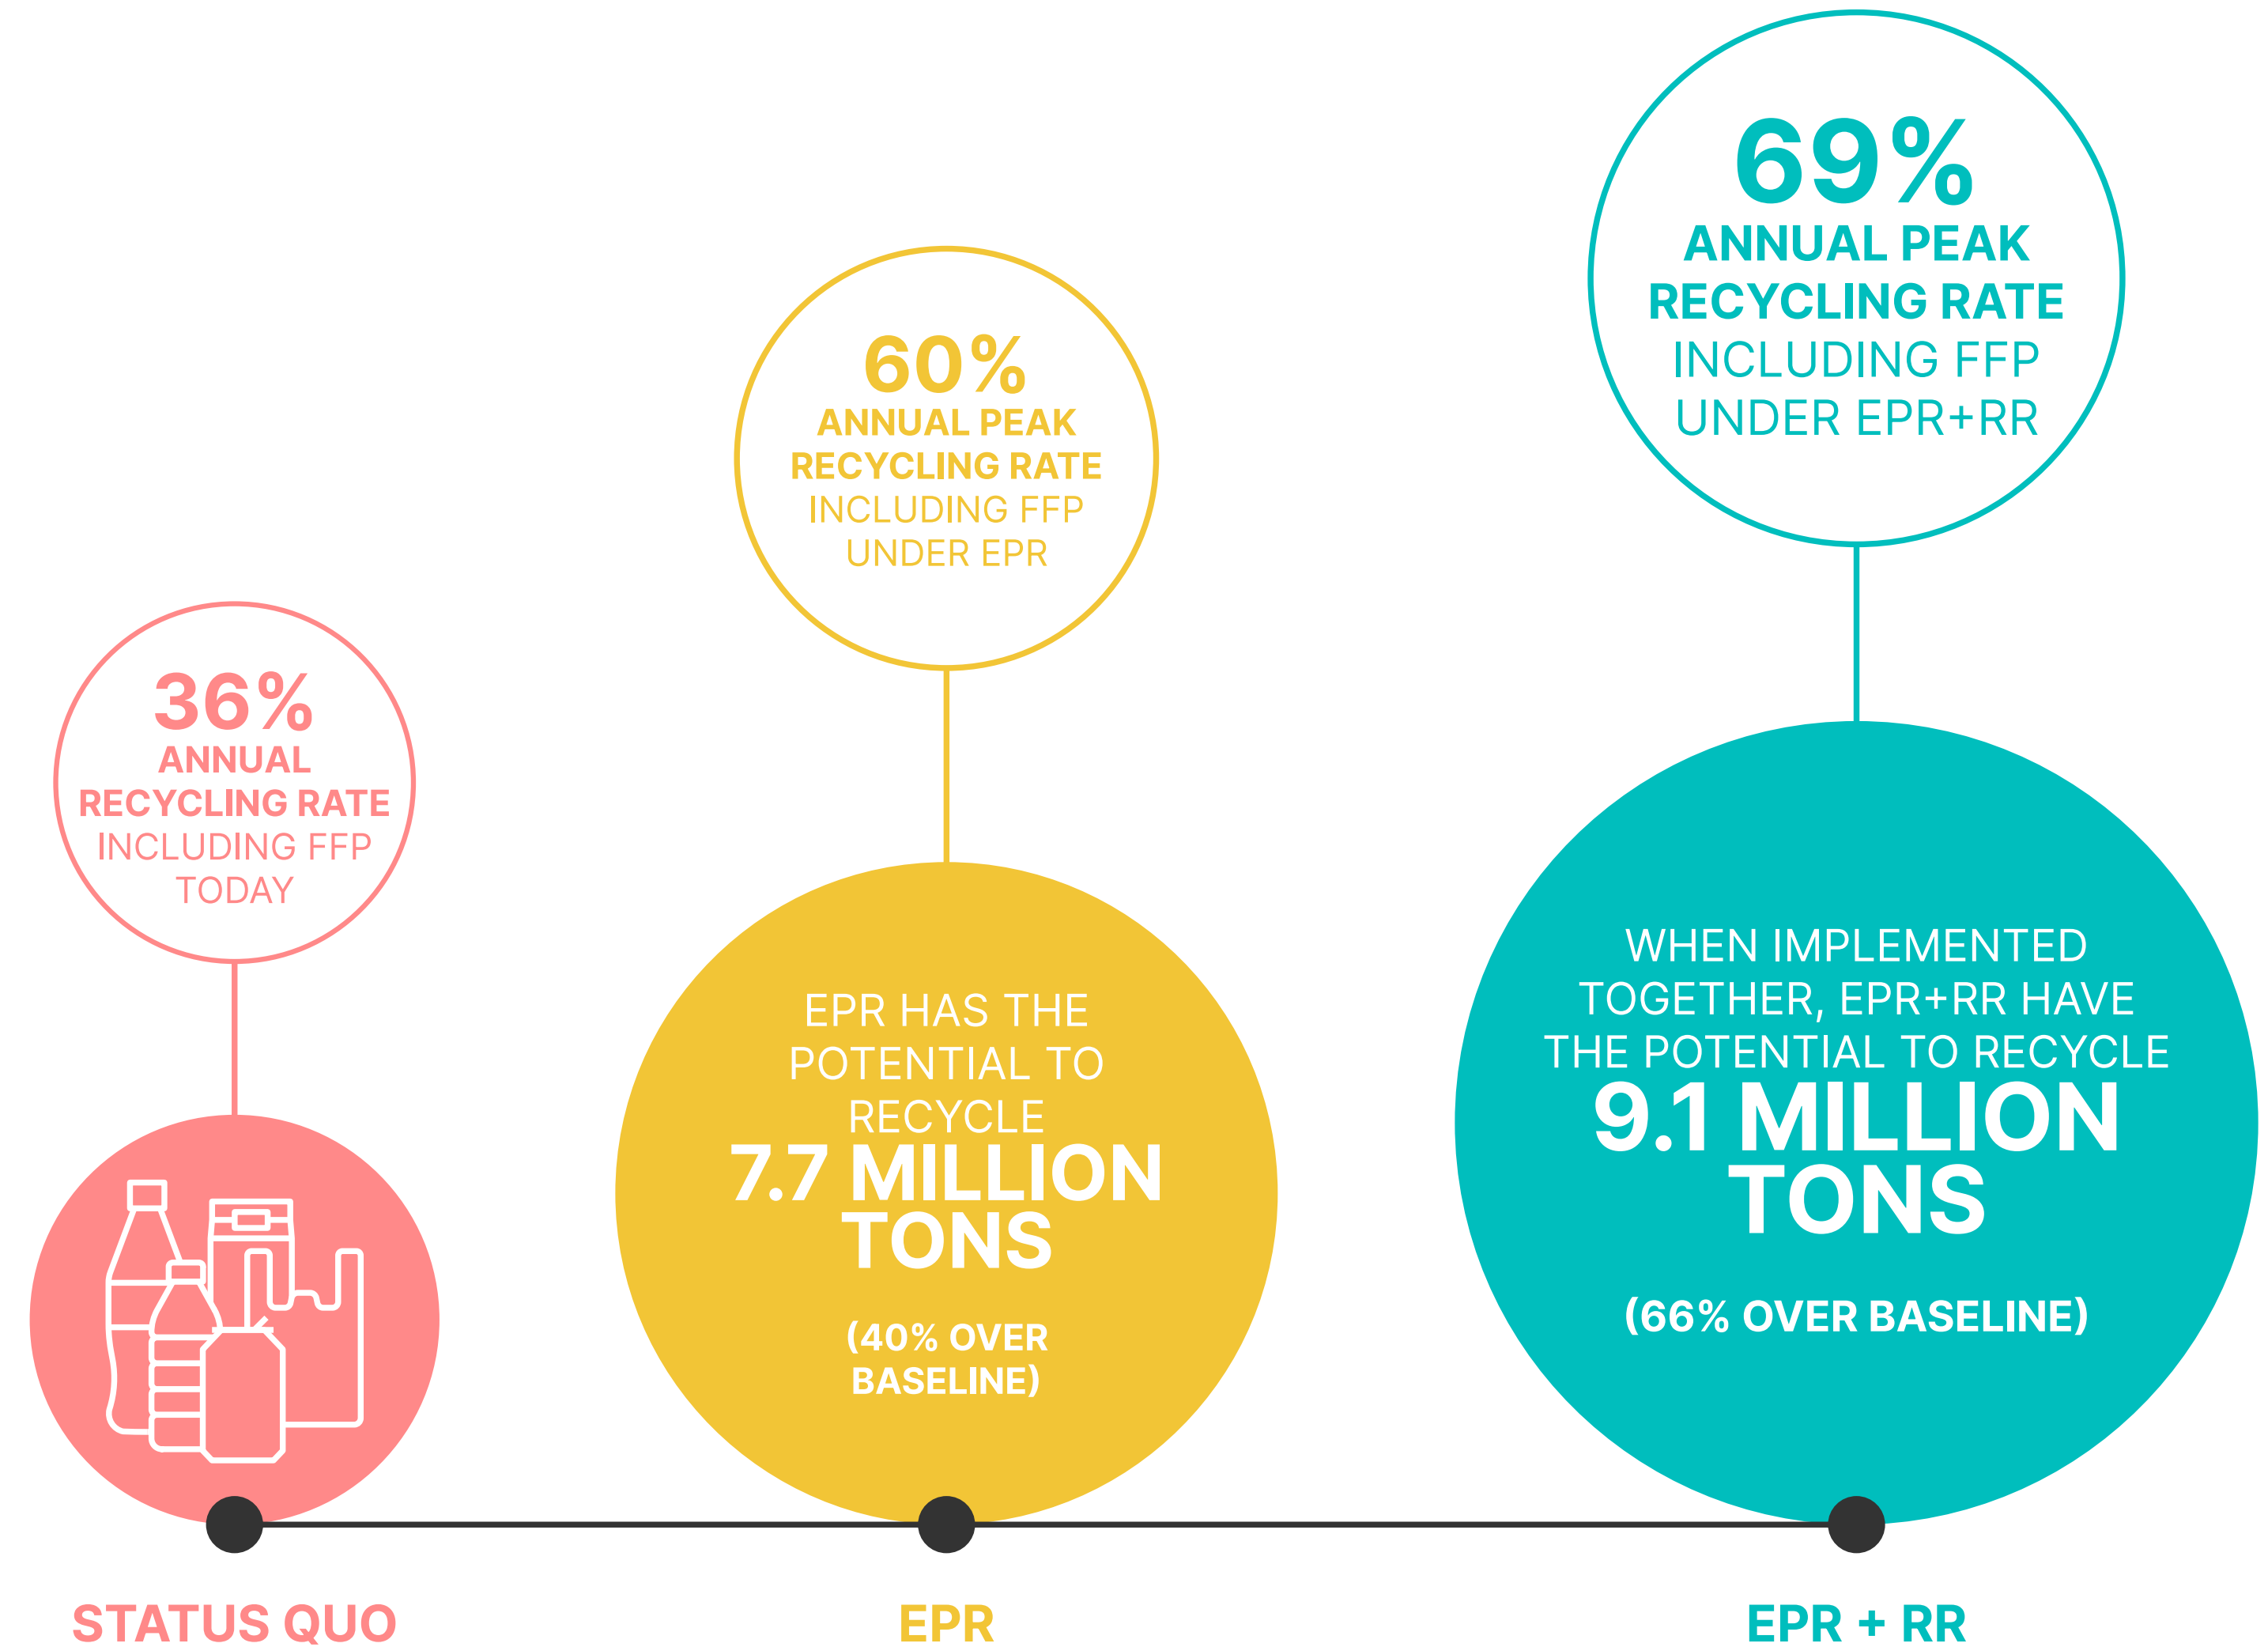 36%
ANNUAL
RECYCLING RATE
INCLUDING FFP
TODAY
STATUS QUO
60%
ANNUAL PEAK
RECYCLING RATE
INCLUDING FFP
UNDER EPR
EPR HAS THE
POTENTIAL TO
RECYCLE
7.7 MILLION
TONS
(40% OVER
BASELINE)
EPR
69%
ANNUAL PEAK
RECYCLING RATE
INCLUDING FFP
UNDER EPR+RR
WHEN IMPLEMENTED
TOGETHER, EPR+RR HAVE
THE POTENTIAL TO RECYCLE
9.1 MILLION
TONS
(66% OVER BASELINE)
EPR + RR